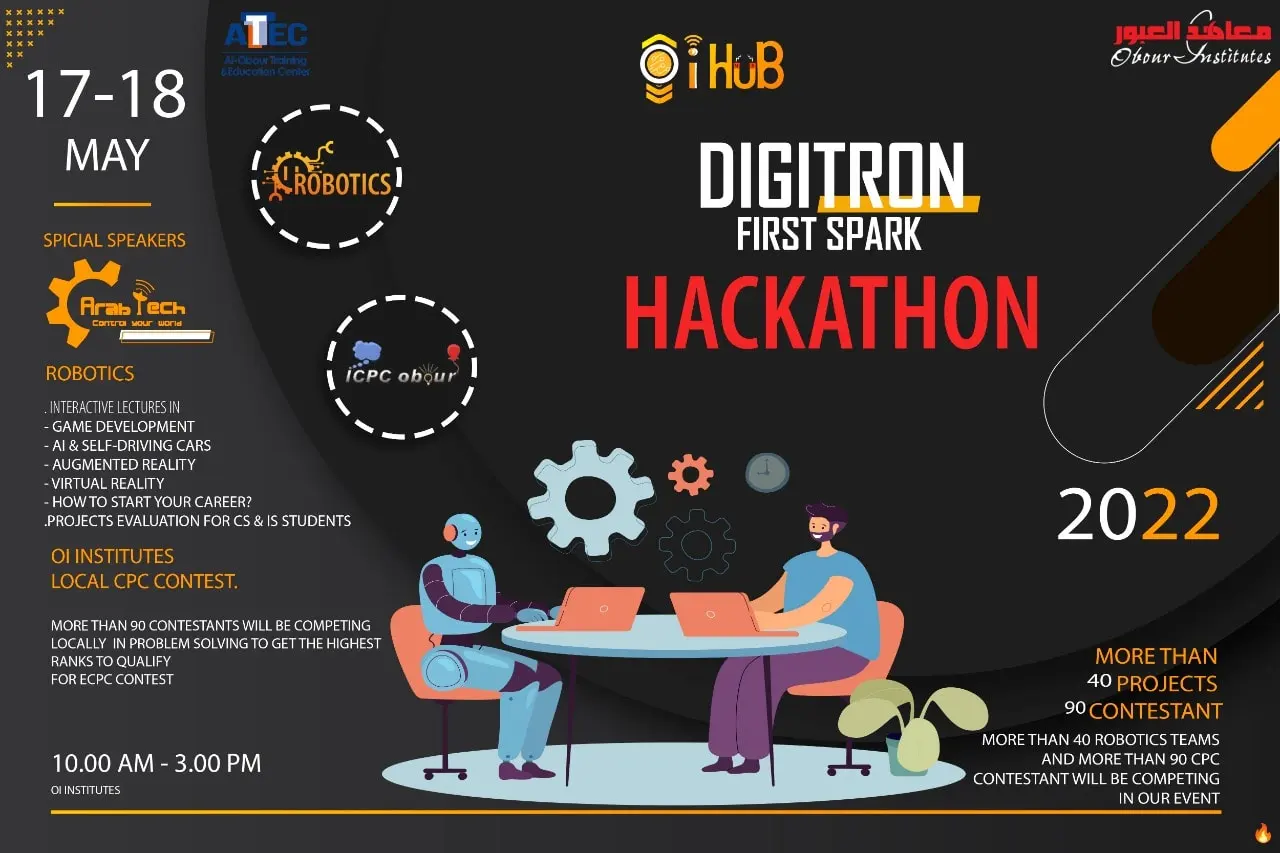 17-18
MAY
SPICIAL SPEAKERS
Arab Tech
Control your world
ROBOTICS
. INTERACTIVE LECTURES IN
- GAME DEVELOPMENT
- AI & SELF-DRIVING CARS
- AUGMENTED REALITY
- VIRTUAL REALITY
- HOW TO START YOUR CAREER?
.PROJECTS EVALUATION FOR CS & IS STUDENTS
OI INSTITUTES
LOCAL CPC CONTEST.
MORE THAN 90 CONTESTANTS WILL BE COMPETING
LOCALLY IN PROBLEM SOLVING TO GET THE HIGHEST
RANKS TO QUALIFY
FOR ECPC CONTEST
10.00 AM - 3.00 PM
OI INSTITUTES
ATTEC
Al-Obour Training
& Education Center
ROBOTICS
ICPC obour
Oi HUB
معاهد العبور
Obour Institutes
DIGITRON
FIRST SPARK
HACKATHON
2022
MORE THAN
40 PROJECTS
90 CONTESTANT
MORE THAN 40 ROBOTICS TEAMS
AND MORE THAN 90 CPC
CONTESTANT WILL BE COMPETING
IN OUR EVENT